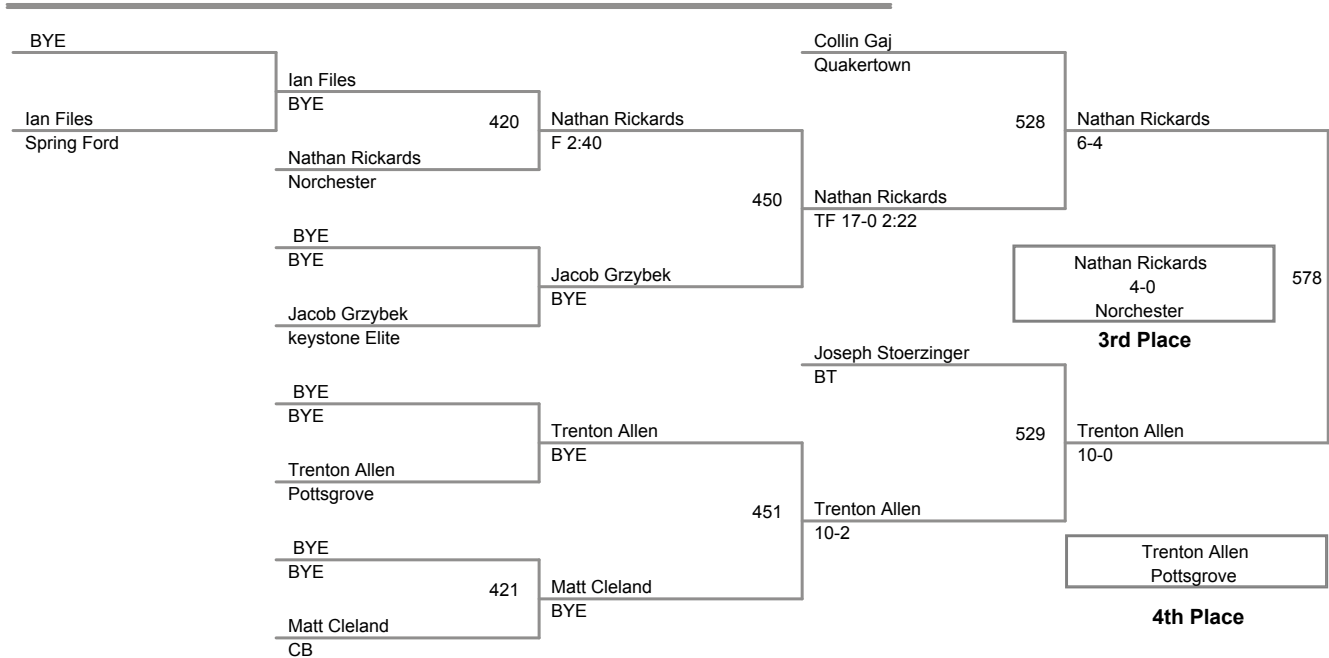 BYE
Ian Files
Spring Ford
Ian Files
BYE
420
Nathan Rickards
Norchester
BYE
BYE
Jacob Grzybek
keystone Elite
BYE
BYE
Trenton Allen
Pottsgrove
BYE
BYE
421
Matt Cleland
CB
Nathan Rickards
F 2:40
450
Jacob Grzybek
BYE
Trenton Allen
BYE
451
Matt Cleland
BYE
Collin Gaj
Quakertown
528
Nathan Rickards
TF 17-0 2:22
Joseph Stoerzinger
BT
529
Trenton Allen
10-2
Nathan Rickards
6-4
Nathan Rickards
4-0
Norchester
578
3rd Place
Trenton Allen
10-0
Trenton Allen
Pottsgrove
4th Place